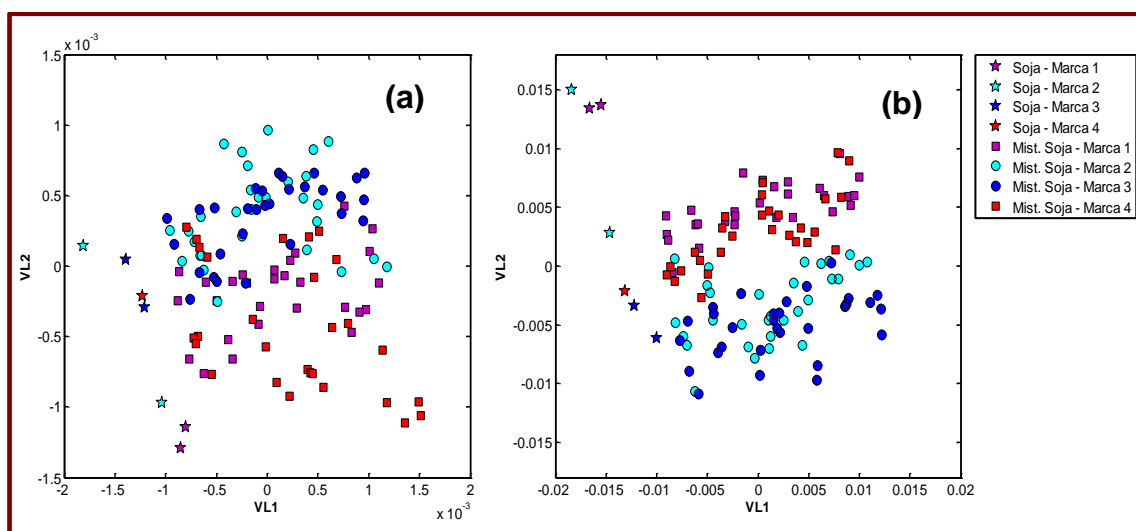 x 10⁻³
1.5
1
0.5
0
-0.5
-1
-1.5
VL2
(a)
-2 -1.5 -1 -0.5 0 0.5 1 1.5 2
VL1
x 10⁻³
0.015
0.01
0.005
0
-0.005
-0.01
-0.015
VL2
(b)
-0.02 -0.015 -0.01 -0.005 0 0.005 0.01 0.015 0.02
VL1
Soja - Marca 1
Soja - Marca 2
Soja - Marca 3
Soja - Marca 4
Mist. Soja - Marca 1
Mist. Soja - Marca 2
Mist. Soja - Marca 3
Mist. Soja - Marca 4